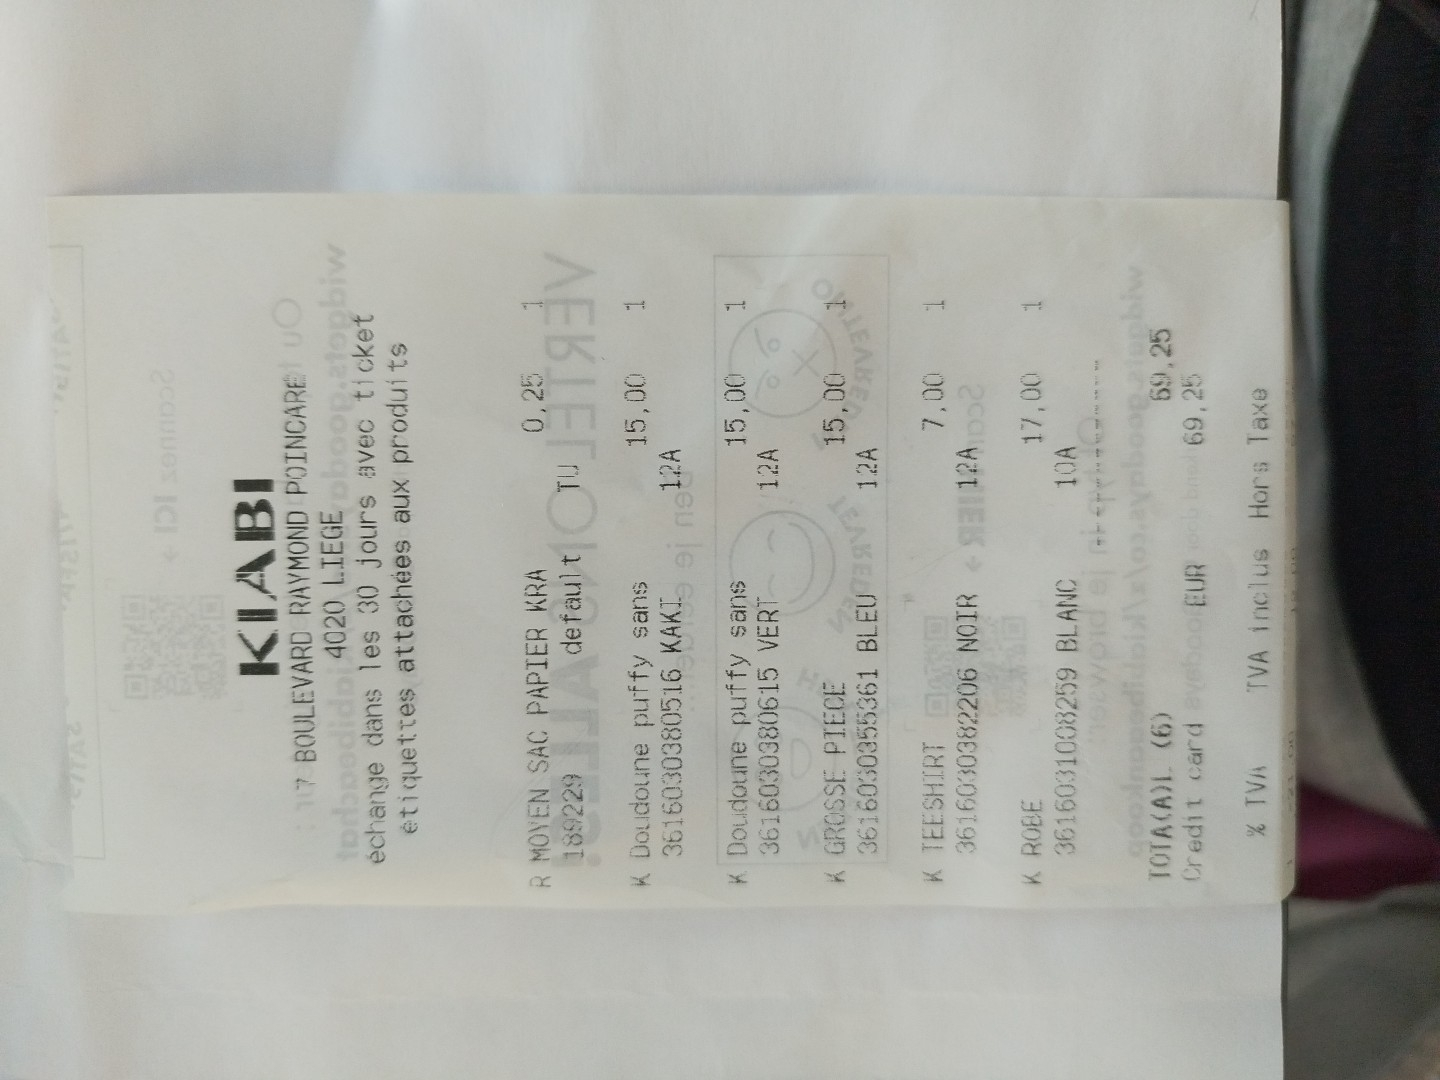 KIABI
17 BOULEVARD RAYMOND POINCARE
4020 LIEGE
échange dans les 30 jours avec ticket
étiquettes attachées aux produits
R MOYEN SAC PAPIER KRA 0,25 1
189229 default TU
K Doudoune puffy sans 15,00 1
3616030380516 KAKI 12A
K Doudoune puffy sans 15,00 1
3616030380615 VERT 12A
K GROSSE PIECE 15,00 1
3616030355361 BLEU 12A
K TEESHIRT 7,00 1
3616030382206 NOIR 12A
K ROBE 17,00 1
3616031008259 BLANC 10A
TOTA(A)L (6) 69,25
Credit card EUR 69,25
% TVA TVA inclus Hors Taxe